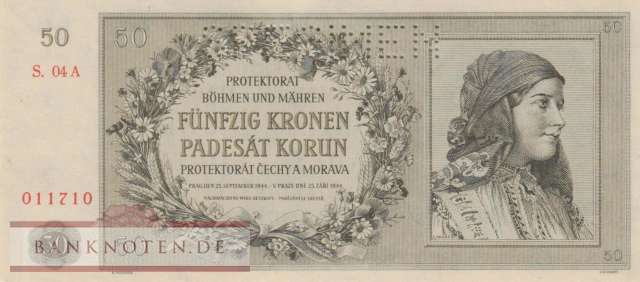 50
50
50
S. 04 A
PROTEKTORAT
BÖHMEN UND MÄHREN
FÜNFZIG KRONEN
PADESÁT KORUN
PROTEKTORÁT ČECHY A MORAVA
PRAG, DEN 25. SEPTEMBER 1944 · V PRAZE DNE 25. ZÁŘÍ 1944
011710
BANKNOTEN.DE
50